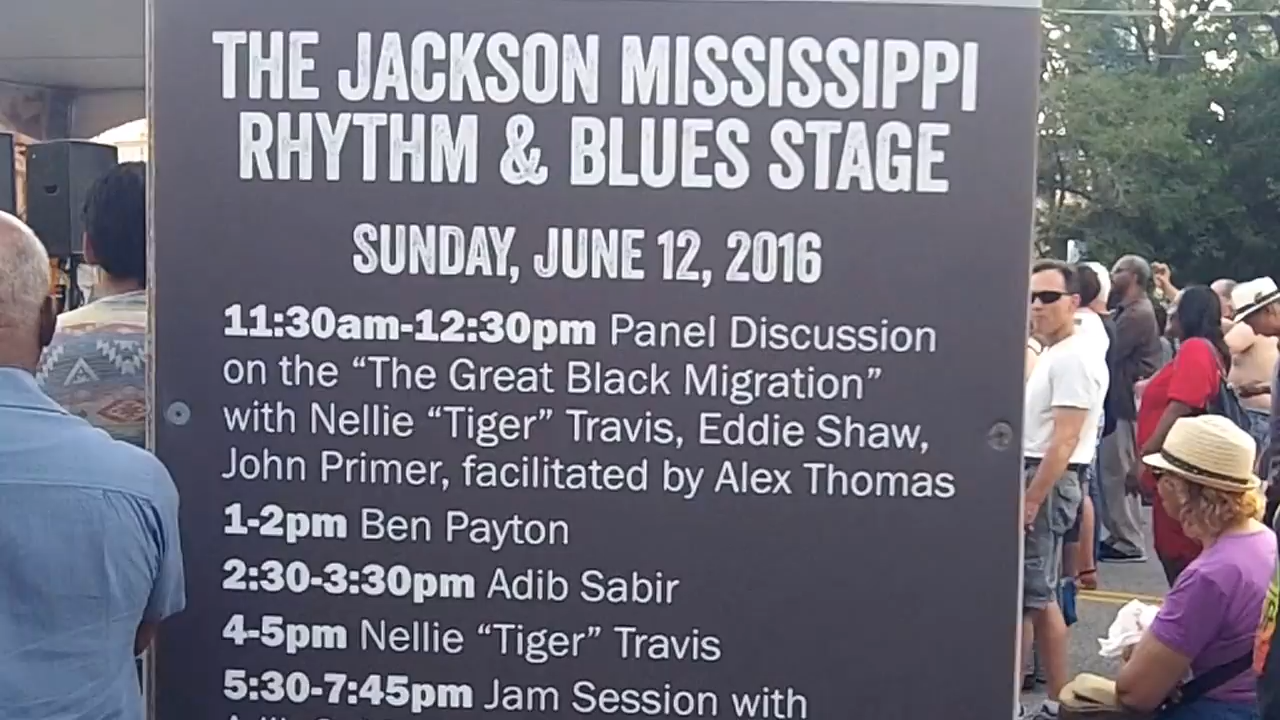 THE JACKSON MISSISSIPPI
RHYTHM & BLUES STAGE
SUNDAY, JUNE 12, 2016
11:30am-12:30pm Panel Discussion
on the “The Great Black Migration”
with Nellie “Tiger” Travis, Eddie Shaw,
John Primer, facilitated by Alex Thomas
1-2pm Ben Payton
2:30-3:30pm Adib Sabir
4-5pm Nellie “Tiger” Travis
5:30-7:45pm Jam Session with